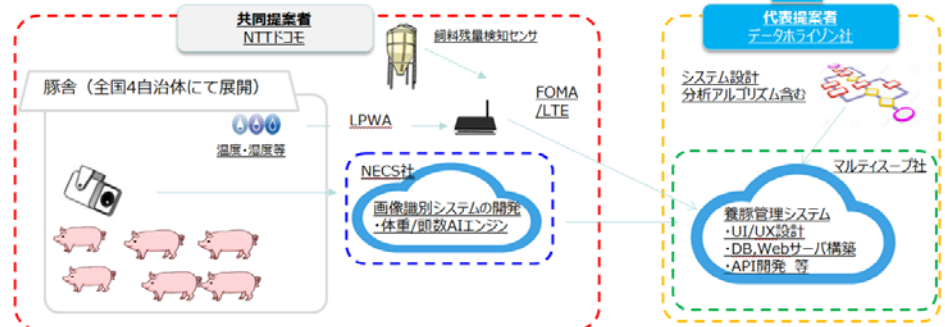 共同提案者
NTTドコモ
代表提案者
データホライゾン社
飼料残量検知センサ
システム設計
分析アルゴリズム含む
豚舎（全国4自治体にて展開）
FOMA
/LTE
LPWA
温度・湿度等
NECS社
マルティスープ社
画像識別システムの開発
・体重/頭数AIエンジン
養豚管理システム
・UI/UX設計
・DB,Webサーバ構築
・API開発 等